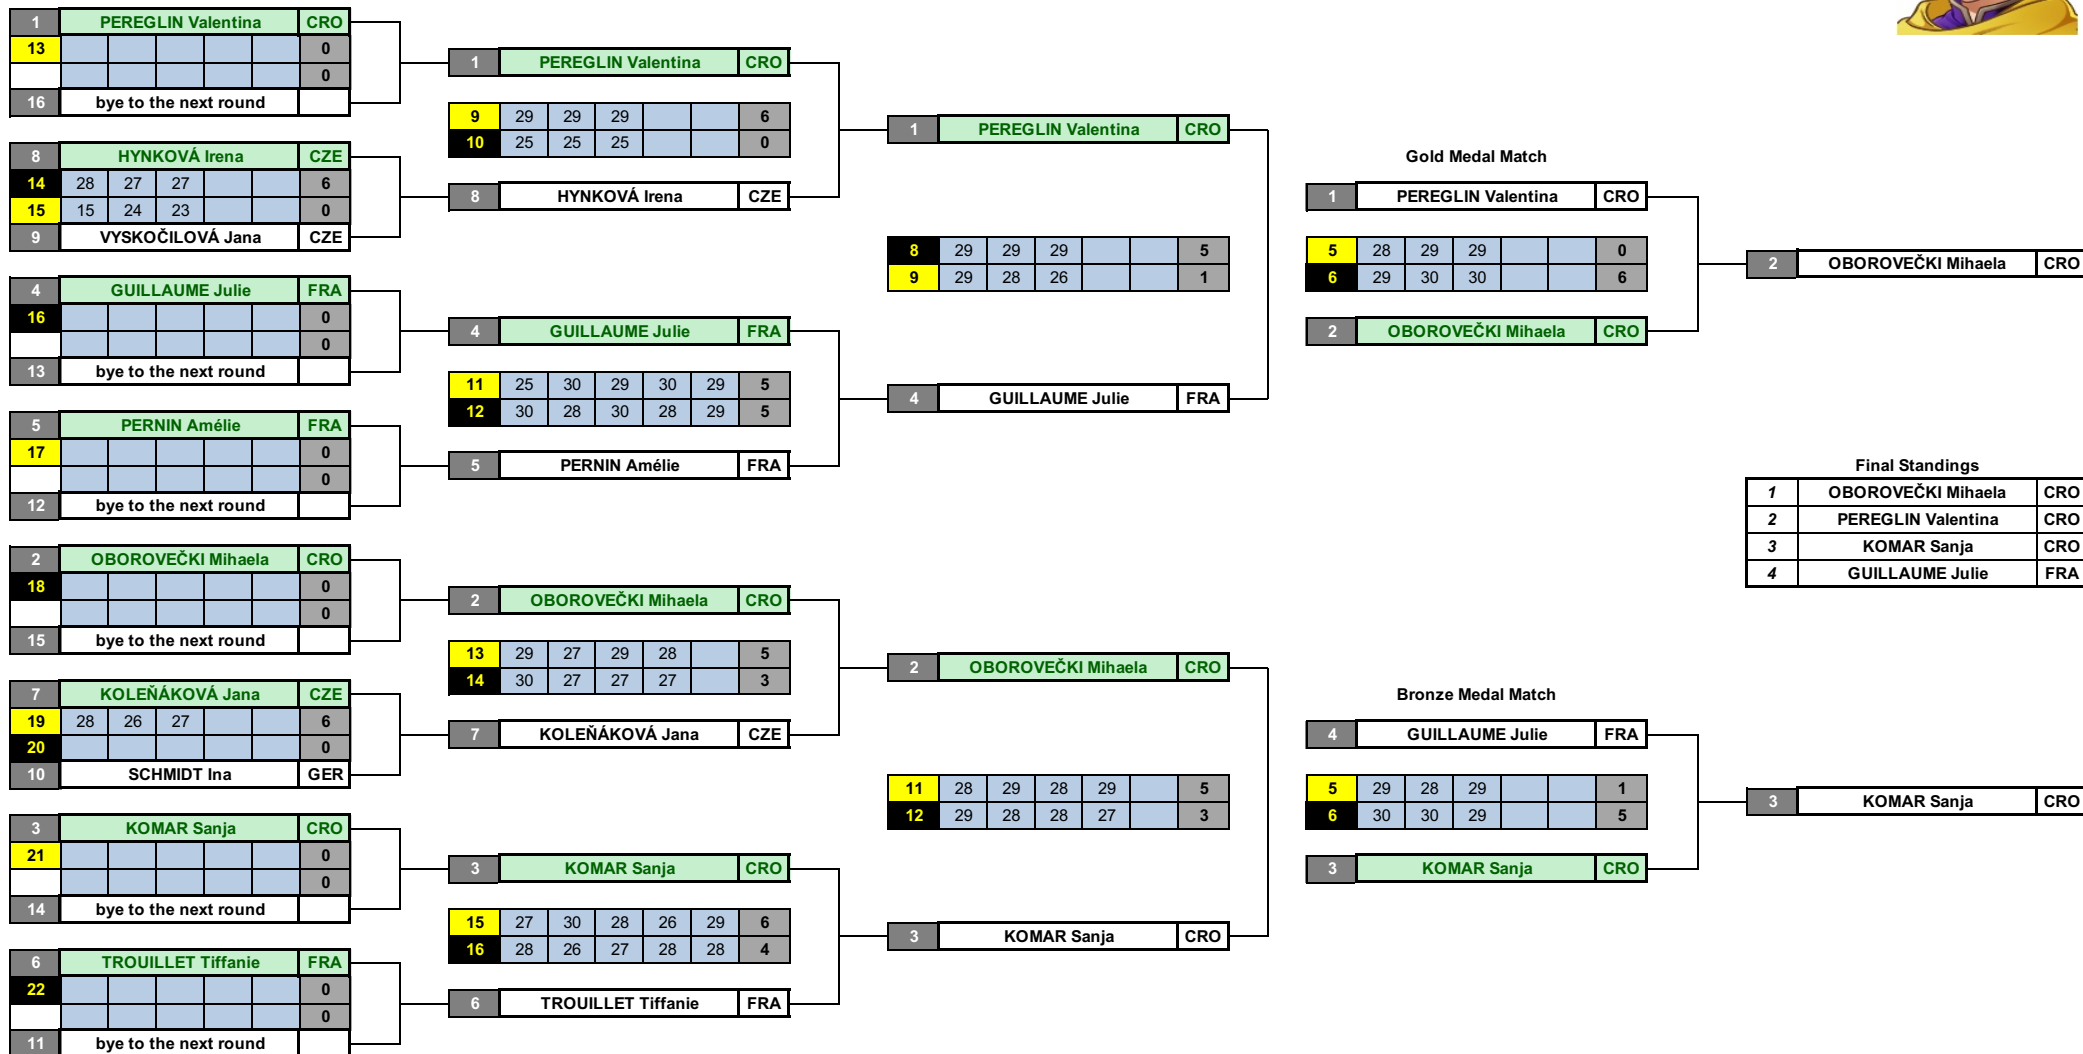 1 PEREGLIN Valentina CRO
13 0
0
16 bye to the next round
8 HYNKOVÁ Irena CZE
14 28 27 27 6
15 15 24 23 0
9 VYSKOČILOVÁ Jana CZE
4 GUILLAUME Julie FRA
16 0
0
13 bye to the next round
5 PERNIN Amélie FRA
17 0
0
12 bye to the next round
2 OBOROVEČKI Mihaela CRO
18 0
0
15 bye to the next round
7 KOLEŇÁKOVÁ Jana CZE
19 28 26 27 6
20 0
10 SCHMIDT Ina GER
3 KOMAR Sanja CRO
21 0
0
14 bye to the next round
6 TROUILLET Tiffanie FRA
22 0
0
11 bye to the next round
1 PEREGLIN Valentina CRO
9 29 29 29 6
10 25 25 25 0
8 HYNKOVÁ Irena CZE
4 GUILLAUME Julie FRA
11 25 30 29 30 29 5
12 30 28 30 28 29 5
5 PERNIN Amélie FRA
2 OBOROVEČKI Mihaela CRO
13 29 27 29 28 5
14 30 27 27 27 3
7 KOLEŇÁKOVÁ Jana CZE
3 KOMAR Sanja CRO
15 27 30 28 26 29 6
16 28 26 27 28 28 4
6 TROUILLET Tiffanie FRA
1 PEREGLIN Valentina CRO
8 29 29 29 5
9 29 28 26 1
4 GUILLAUME Julie FRA
2 OBOROVEČKI Mihaela CRO
11 28 29 28 29 5
12 29 28 28 27 3
3 KOMAR Sanja CRO
Gold Medal Match
1 PEREGLIN Valentina CRO
5 28 29 29 0
6 29 30 30 6
2 OBOROVEČKI Mihaela CRO
2 OBOROVEČKI Mihaela CRO
Final Standings
1 OBOROVEČKI Mihaela CRO
2 PEREGLIN Valentina CRO
3 KOMAR Sanja CRO
4 GUILLAUME Julie FRA
Bronze Medal Match
4 GUILLAUME Julie FRA
5 29 28 29 1
6 30 30 29 5
3 KOMAR Sanja CRO
3 KOMAR Sanja CRO